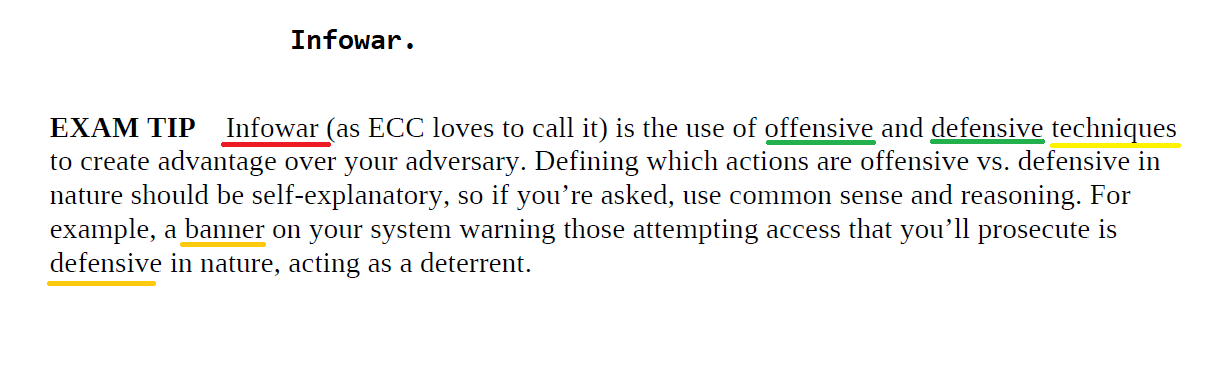 Infowar.
EXAM TIP Infowar (as ECC loves to call it) is the use of offensive and defensive techniques
to create advantage over your adversary. Defining which actions are offensive vs. defensive in
nature should be self-explanatory, so if you’re asked, use common sense and reasoning. For
example, a banner on your system warning those attempting access that you’ll prosecute is
defensive in nature, acting as a deterrent.